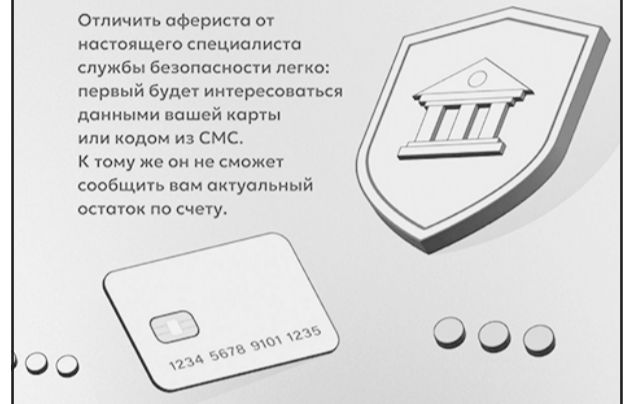 Отличить афериста от
настоящего специалиста
службы безопасности легко:
первый будет интересоваться
данными вашей карты
или кодом из СМС.
К тому же он не сможет
сообщить вам актуальный
остаток по счету.
1234 5678 9101 1235